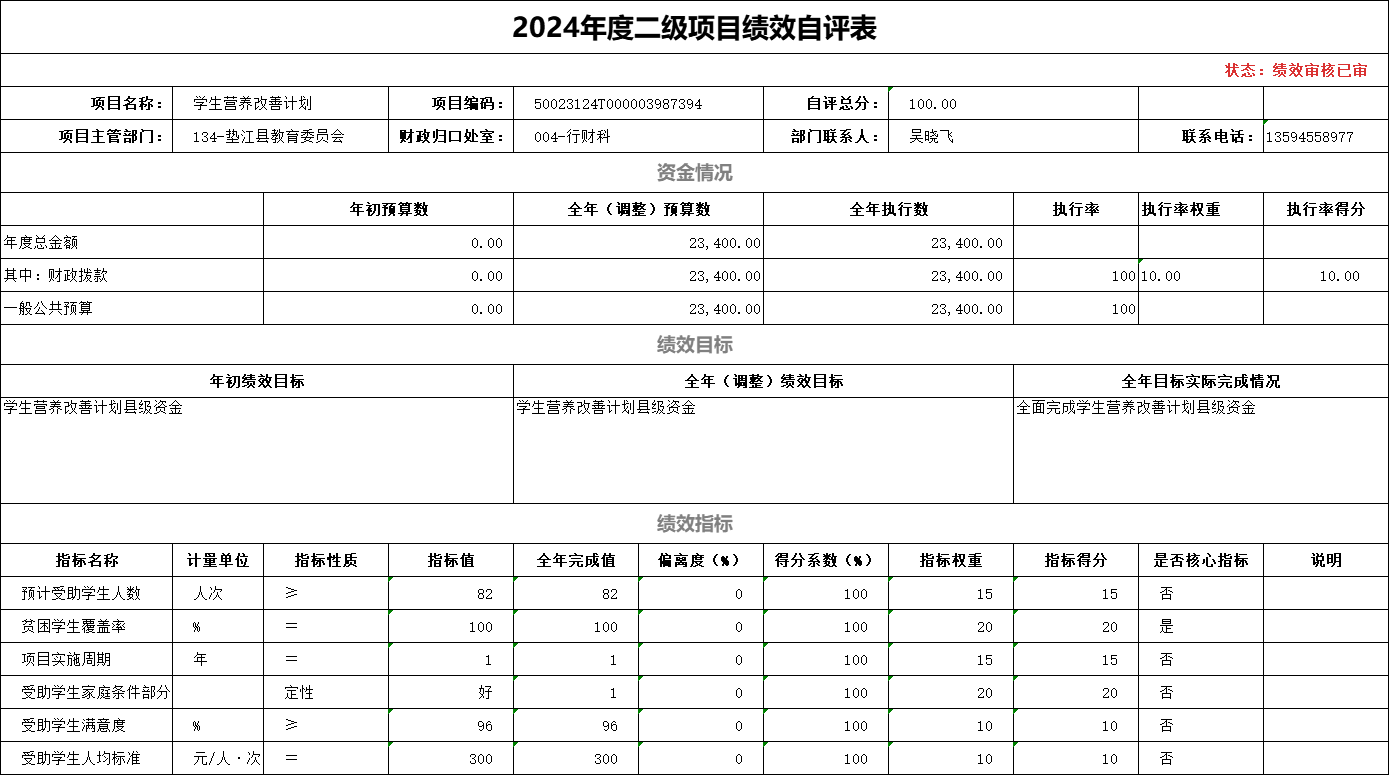 2024年度二级项目绩效自评表
状态：绩效审核已审
项目名称： 学生营养改善计划 项目编码： 50023124T000003987394 自评总分： 100.00
项目主管部门： 134-垫江县教育委员会 财政归口处室： 004-行财科 部门联系人： 吴晓飞 联系电话： 13594558977
资金情况
年初预算数 全年（调整）预算数 全年执行数 执行率 执行率权重 执行率得分
年度总金额 0.00 23,400.00 23,400.00
其中：财政拨款 0.00 23,400.00 23,400.00 100 10.00 10.00
一般公共预算 0.00 23,400.00 23,400.00 100
绩效目标
年初绩效目标 全年（调整）绩效目标 全年目标实际完成情况
学生营养改善计划县级资金 学生营养改善计划县级资金 全面完成学生营养改善计划县级资金
绩效指标
指标名称 计量单位 指标性质 指标值 全年完成值 偏离度（%） 得分系数（%） 指标权重 指标得分 是否核心指标 说明
预计受助学生人数 人次 ≥ 82 82 0 100 15 15 否
贫困学生覆盖率 % ＝ 100 100 0 100 20 20 是
项目实施周期 年 ＝ 1 1 0 100 15 15 否
受助学生家庭条件部分 定性 好 1 0 100 20 20 否
受助学生满意度 % ≥ 96 96 0 100 10 10 否
受助学生人均标准 元/人·次 ＝ 300 300 0 100 10 10 否